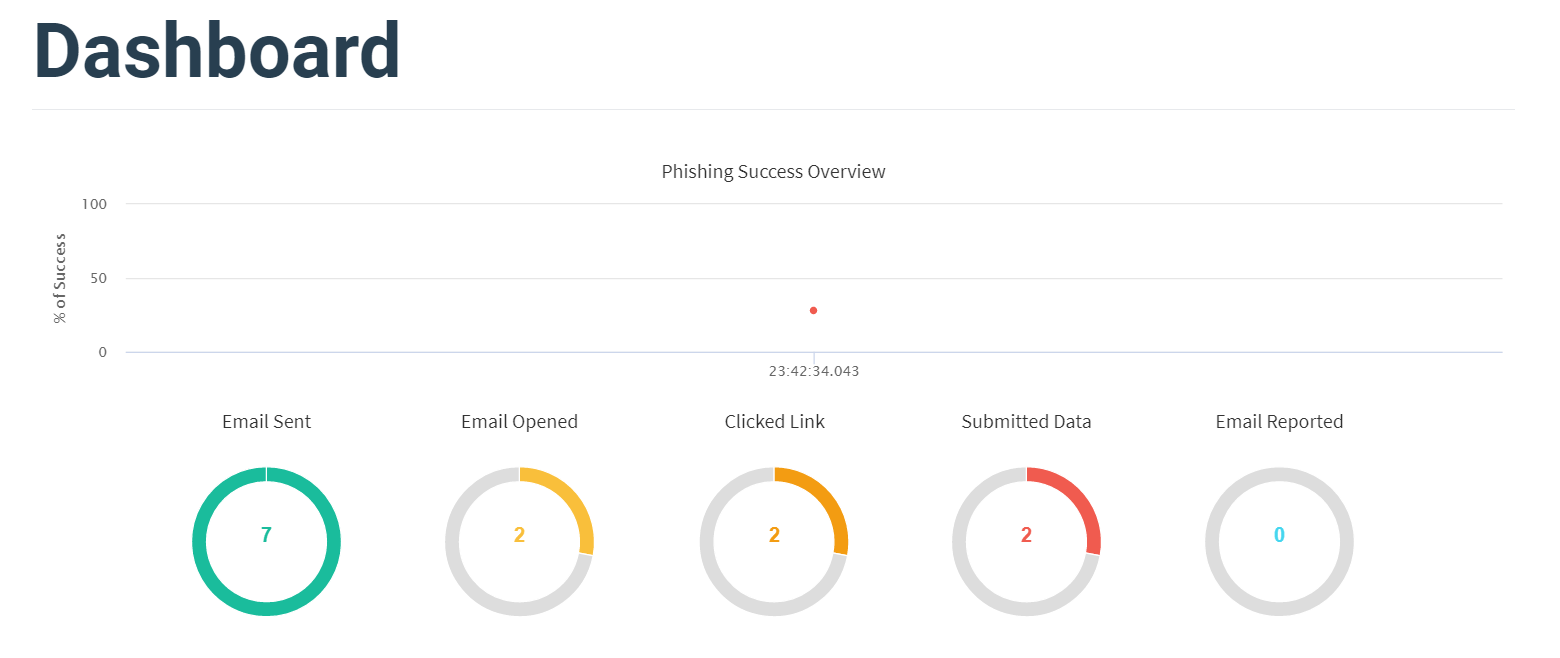 Dashboard
Phishing Success Overview
100
50
0
% of Success
23:42:34.043
Email Sent
Email Opened
Clicked Link
Submitted Data
Email Reported
7
2
2
2
0